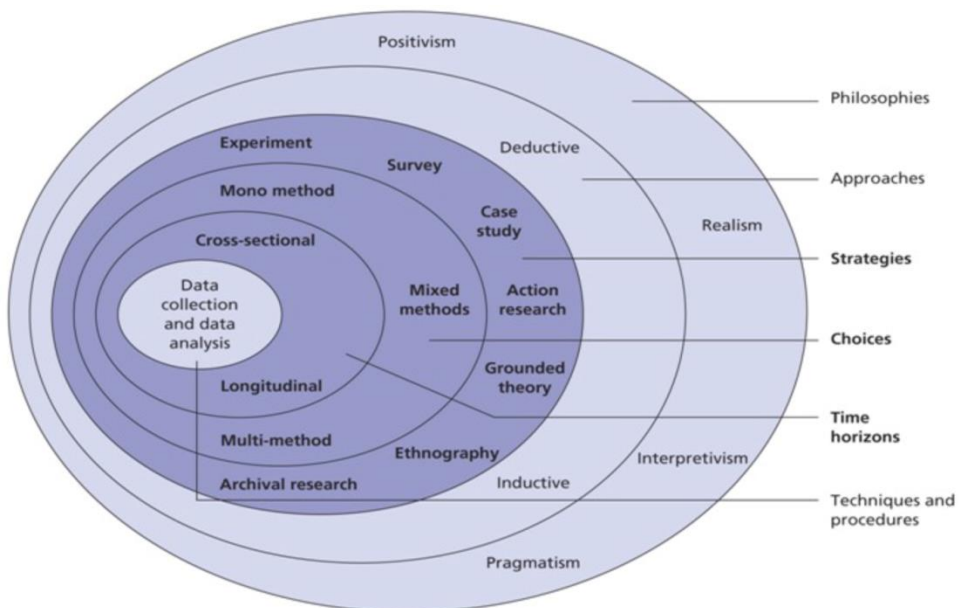 Positivism
Philosophies
Experiment
Deductive
Survey
Approaches
Mono method
Case
study
Realism
Cross-sectional
Strategies
Data
collection
and data
analysis
Mixed
methods
Action
research
Choices
Grounded
theory
Longitudinal
Time
horizons
Multi-method
Ethnography
Interpretivism
Archival research
Inductive
Techniques and
procedures
Pragmatism